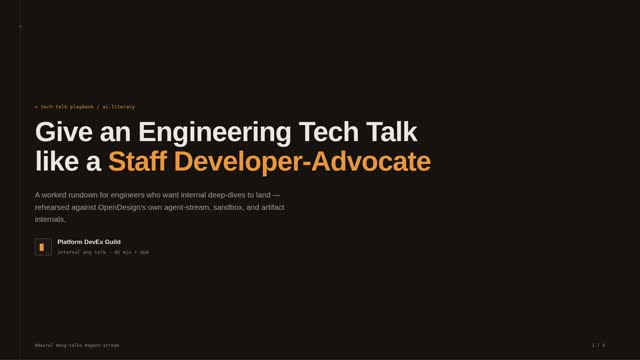 > tech-talk playbook / ai-literacy
Give an Engineering Tech Talk
like a Staff Developer-Advocate
A worked rundown for engineers who want internal deep-dives to land —
rehearsed against OpenDesign's own agent-stream, sandbox, and artifact
internals.
Platform DevEx Guild
internal eng talk · 45 min + Q&A
#devrel #eng-talks #agent-stream
1 / 8